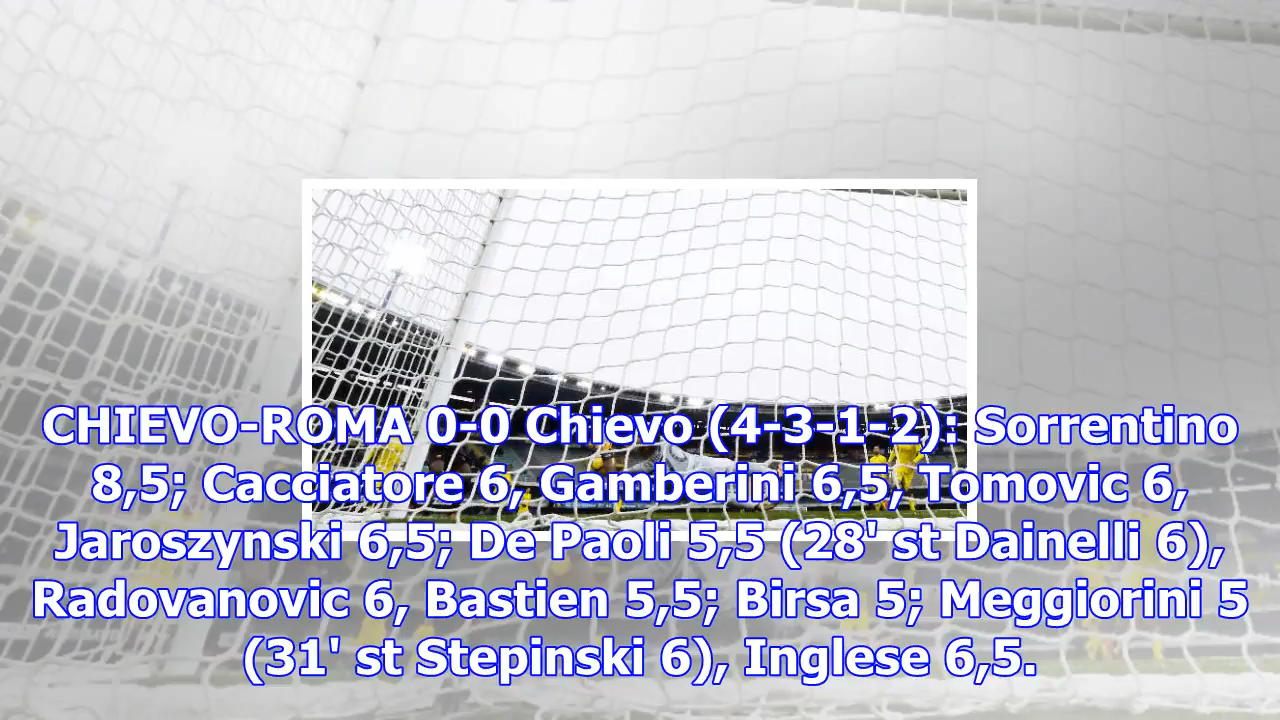 CHIEVO-ROMA 0-0 Chievo (4-3-1-2): Sorrentino
8,5; Cacciatore 6, Gamberini 6,5, Tomovic 6,
Jaroszynski 6,5; De Paoli 5,5 (28' st Dainelli 6),
Radovanovic 6, Bastien 5,5; Birsa 5; Meggiorini 5
(31' st Stepinski 6), Inglese 6,5.